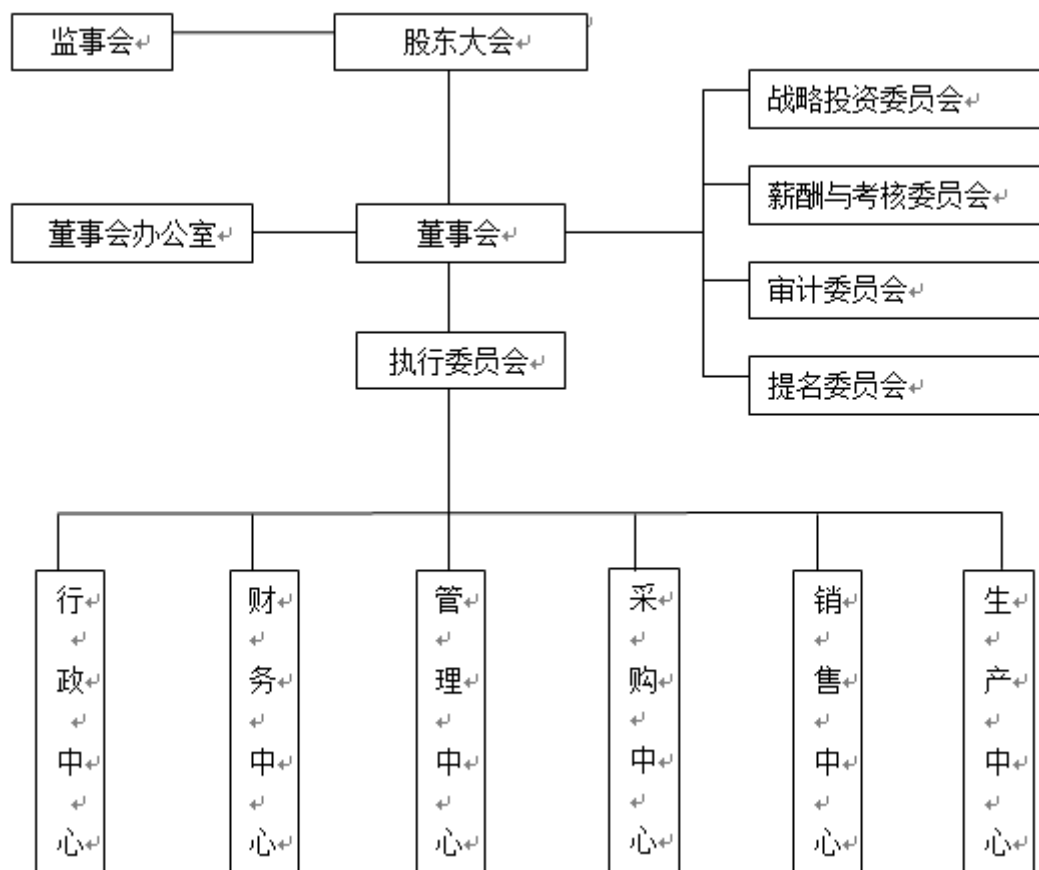 监事会
股东大会
战略投资委员会
薪酬与考核委员会
董事会办公室
董事会
审计委员会
执行委员会
提名委员会
行政中心
财务中心
管理中心
采购中心
销售中心
生产中心